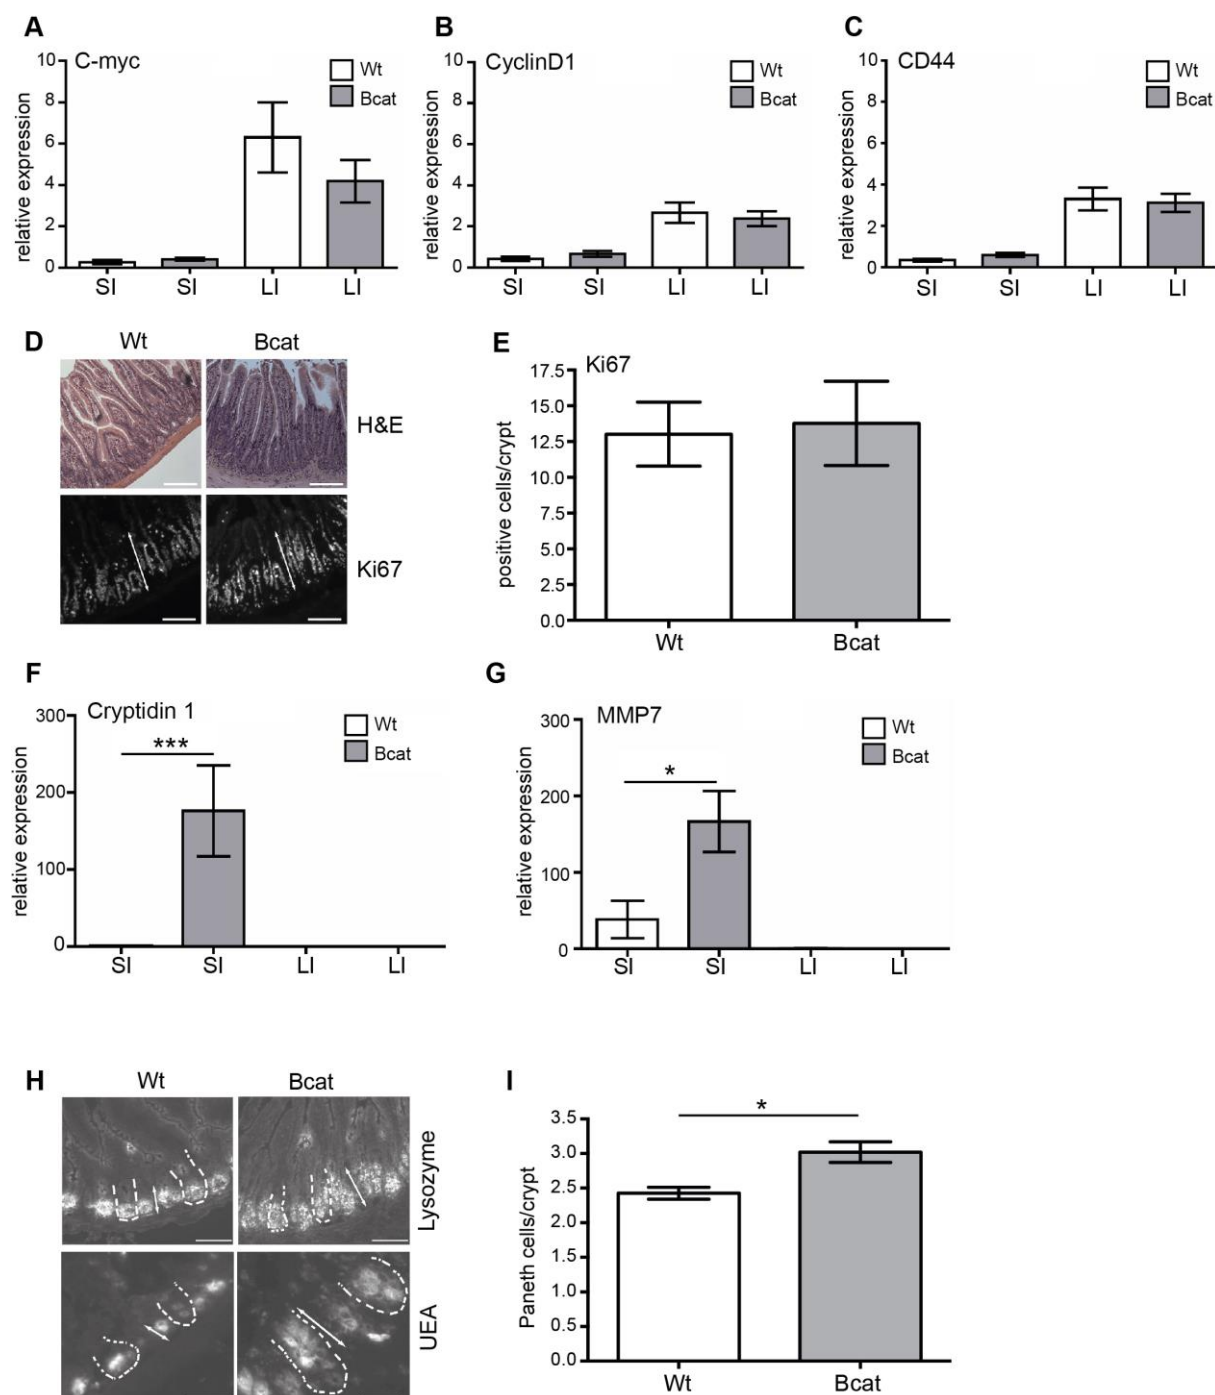 A
C-myc
Wt
Bcat
relative expression
10
8
6
4
2
0
SI SI LI LI
B
CyclinD1
Wt
Bcat
relative expression
10
8
6
4
2
0
SI SI LI LI
C
CD44
Wt
Bcat
relative expression
10
8
6
4
2
0
SI SI LI LI
D
Wt Bcat
H&E
Ki67
E
Ki67
positive cells/crypt
17.5
15.0
12.5
10.0
7.5
5.0
2.5
0.0
Wt Bcat
F
Cryptidin 1
Wt
Bcat
***
relative expression
300
200
100
0
SI SI LI LI
G
MMP7
Wt
Bcat
*
relative expression
300
200
100
0
SI SI LI LI
H
Wt Bcat
Lysozyme
UEA
I
*
Paneth cells/crypt
3.5
3.0
2.5
2.0
1.5
1.0
0.5
0.0
Wt Bcat